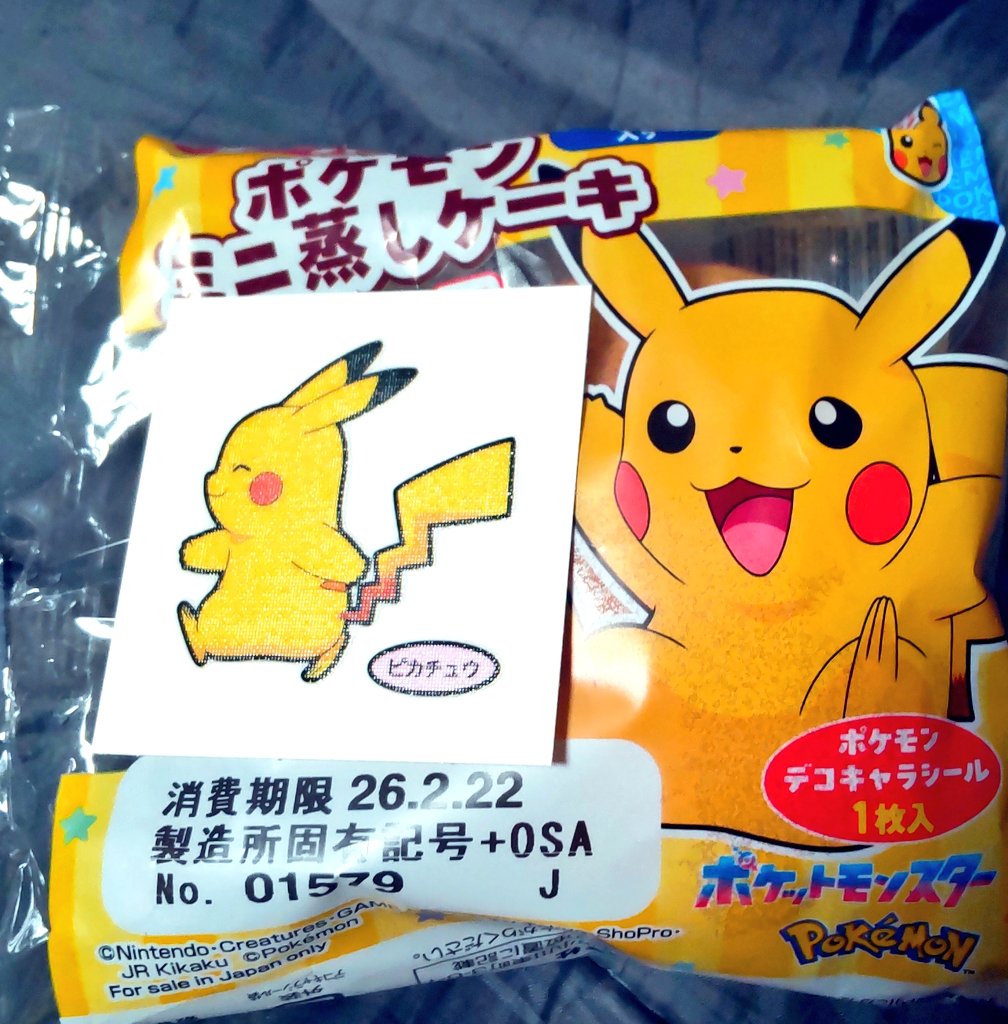 ポケモン
ミニ蒸しケーキ
ピカチュウ
ポケモン
デコキャラシール
1枚入
消費期限 26.2.22
製造所固有記号+OSA
No. 01579 J
ポケットモンスター
POKéMON
©Nintendo・Creatures・GAM
ShoPro・
JR Kikaku ©Pokémon
For sale in Japan only